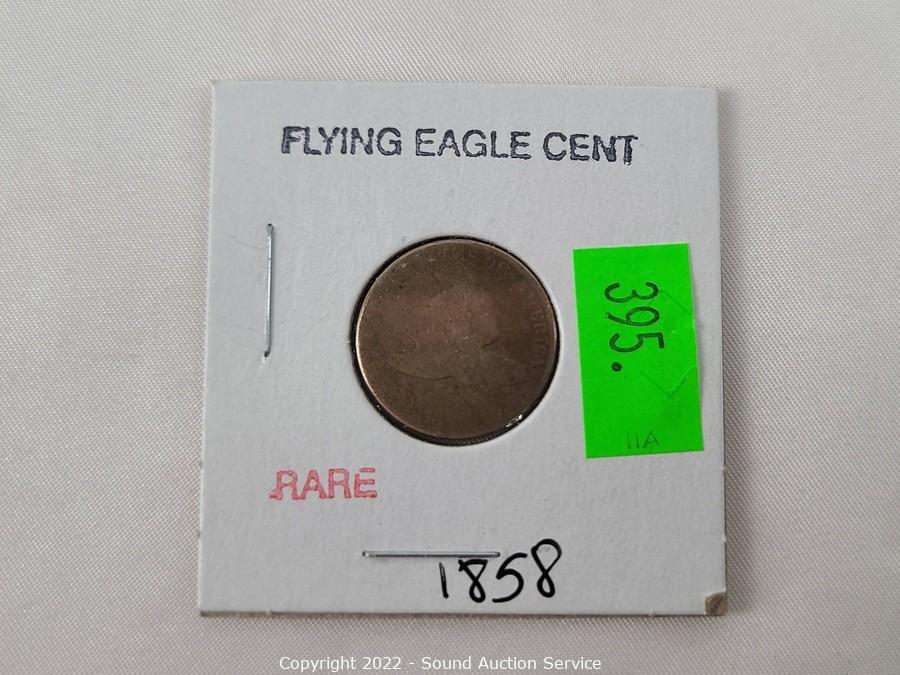 FLYING EAGLE CENT
395.
IIA
RARE
1858
Copyright 2022 - Sound Auction Service